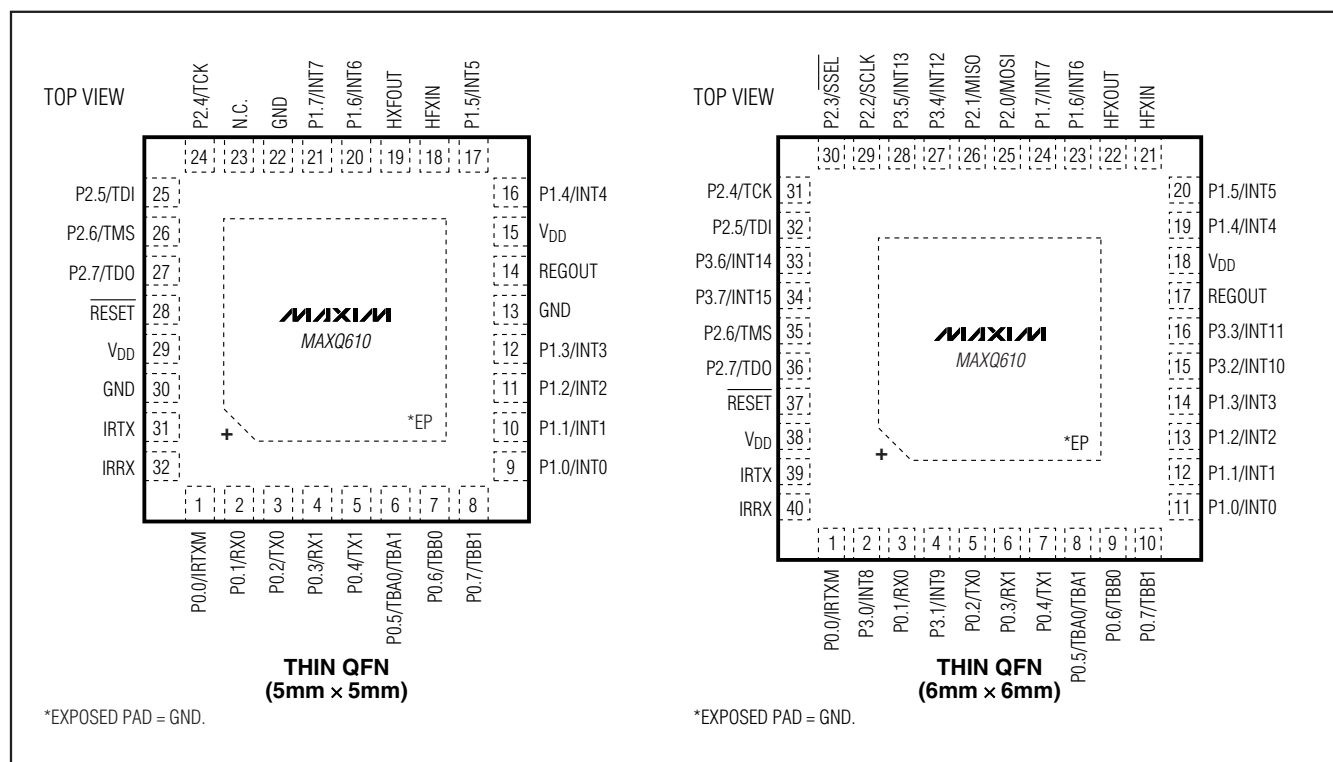 TOP VIEW
P2.4/TCK
N.C.
GND
P1.7/INT7
P1.6/INT6
HXFOUT
HFXIN
P1.5/INT5
24 23 22 21 20 19 18 17
P2.5/TDI 25
P2.6/TMS 26
P2.7/TDO 27
RESET 28
VDD 29
GND 30
IRTX 31
IRRX 32
16 P1.4/INT4
15 VDD
14 REGOUT
13 GND
12 P1.3/INT3
11 P1.2/INT2
10 P1.1/INT1
9 P1.0/INT0
MAXIM
MAXQ610
*EP
+
1 2 3 4 5 6 7 8
P0.0/IRTXM
P0.1/RX0
P0.2/TX0
P0.3/RX1
P0.4/TX1
P0.5/TBA0/TBA1
P0.6/TBB0
P0.7/TBB1
THIN QFN
(5mm × 5mm)
*EXPOSED PAD = GND.
TOP VIEW
P2.3/SSEL
P2.2/SCLK
P3.5/INT13
P3.4/INT12
P2.1/MISO
P2.0/MOSI
P1.7/INT7
P1.6/INT6
HFXOUT
HFXIN
30 29 28 27 26 25 24 23 22 21
P2.4/TCK 31
P2.5/TDI 32
P3.6/INT14 33
P3.7/INT15 34
P2.6/TMS 35
P2.7/TDO 36
RESET 37
VDD 38
IRTX 39
IRRX 40
20 P1.5/INT5
19 P1.4/INT4
18 VDD
17 REGOUT
16 P3.3/INT11
15 P3.2/INT10
14 P1.3/INT3
13 P1.2/INT2
12 P1.1/INT1
11 P1.0/INT0
MAXIM
MAXQ610
*EP
+
1 2 3 4 5 6 7 8 9 10
P0.0/IRTXM
P3.0/INT8
P0.1/RX0
P3.1/INT9
P0.2/TX0
P0.3/RX1
P0.4/TX1
P0.5/TBA0/TBA1
P0.6/TBB0
P0.7/TBB1
THIN QFN
(6mm × 6mm)
*EXPOSED PAD = GND.